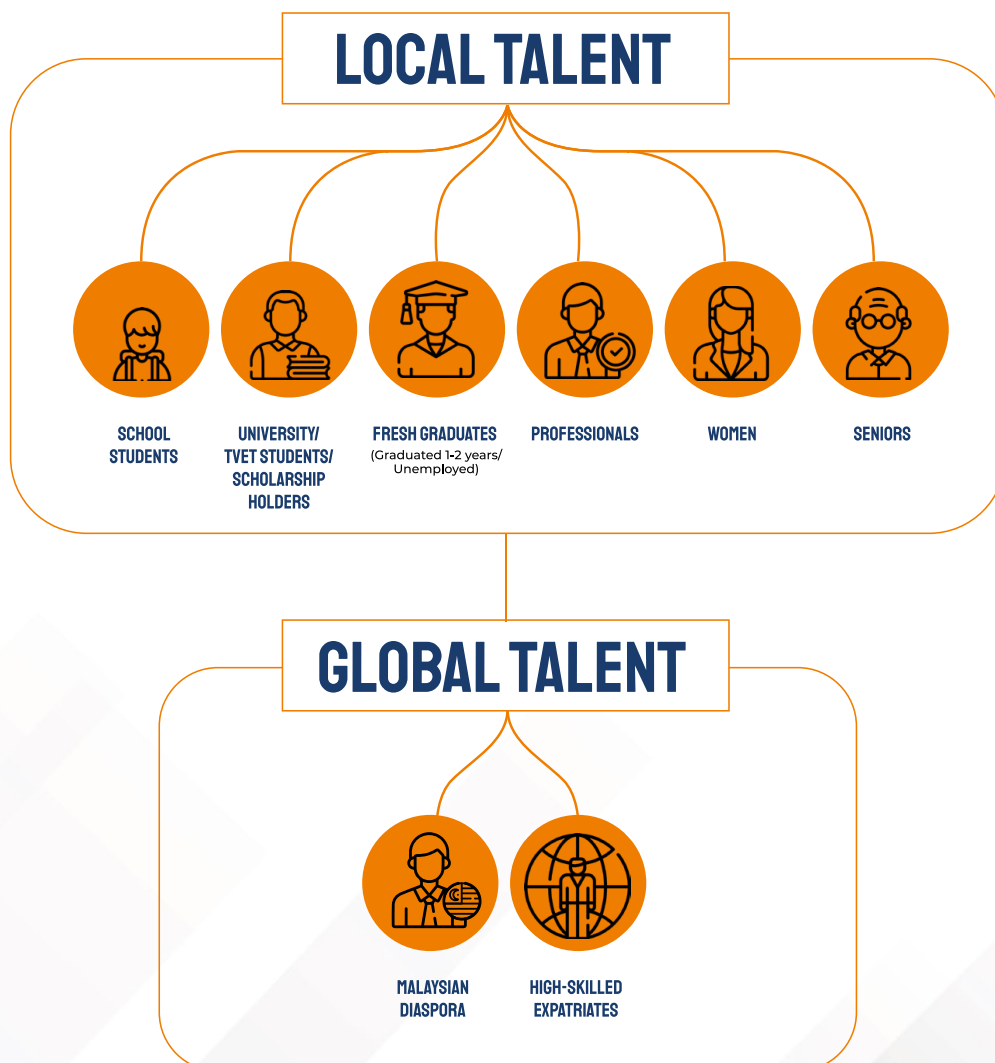 LOCAL TALENT
SCHOOL
STUDENTS
UNIVERSITY/
TVET STUDENTS/
SCHOLARSHIP
HOLDERS
FRESH GRADUATES
(Graduated 1-2 years/
Unemployed)
PROFESSIONALS
WOMEN
SENIORS
GLOBAL TALENT
MALAYSIAN
DIASPORA
HIGH-SKILLED
EXPATRIATES